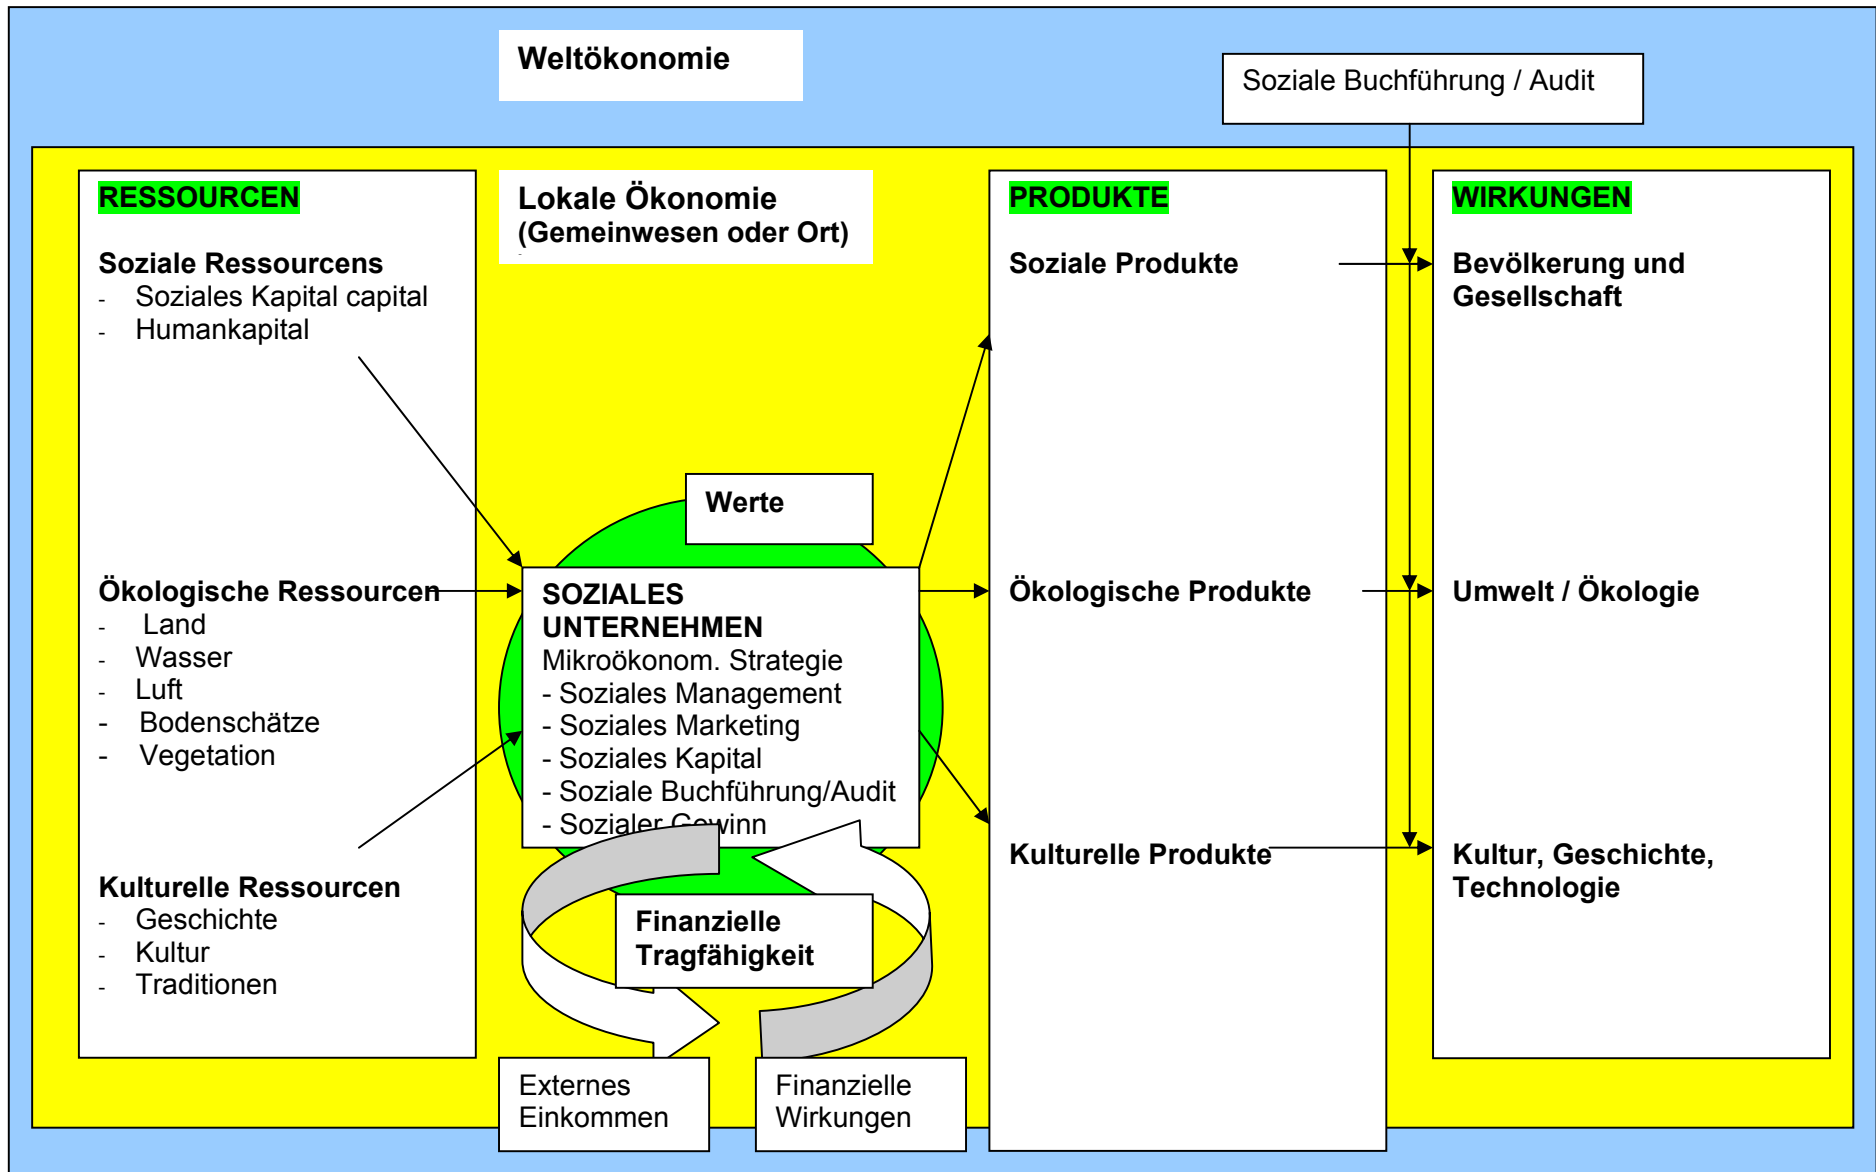 Weltökonomie
Soziale Buchführung / Audit
RESSOURCEN
Soziale Ressourcens
- Soziales Kapital capital
- Humankapital
Ökologische Ressourcen
- Land
- Wasser
- Luft
- Bodenschätze
- Vegetation
Kulturelle Ressourcen
- Geschichte
- Kultur
- Traditionen
Lokale Ökonomie
(Gemeinwesen oder Ort)
Werte
SOZIALES
UNTERNEHMEN
Mikroökonom. Strategie
- Soziales Management
- Soziales Marketing
- Soziales Kapital
- Soziale Buchführung/Audit
- Sozialer Gewinn
Finanzielle
Tragfähigkeit
Externes
Einkommen
Finanzielle
Wirkungen
PRODUKTE
Soziale Produkte
Ökologische Produkte
Kulturelle Produkte
WIRKUNGEN
Bevölkerung und
Gesellschaft
Umwelt / Ökologie
Kultur, Geschichte,
Technologie